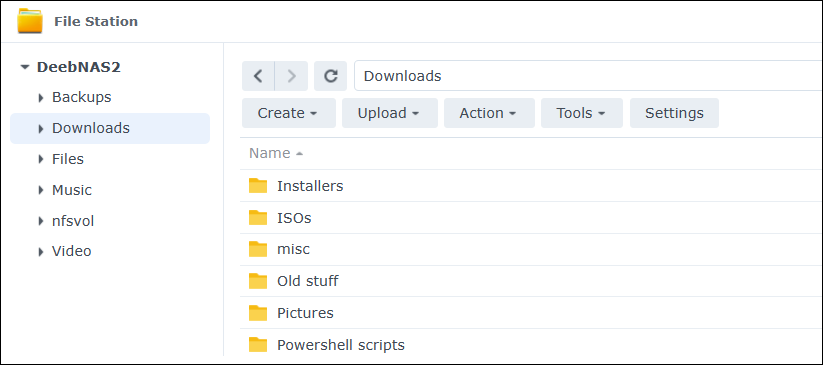 File Station
DeebNAS2
Backups
Downloads
Files
Music
nfsvol
Video
Downloads
Create Upload Action Tools Settings
Name
Installers
ISOs
misc
Old stuff
Pictures
Powershell scripts